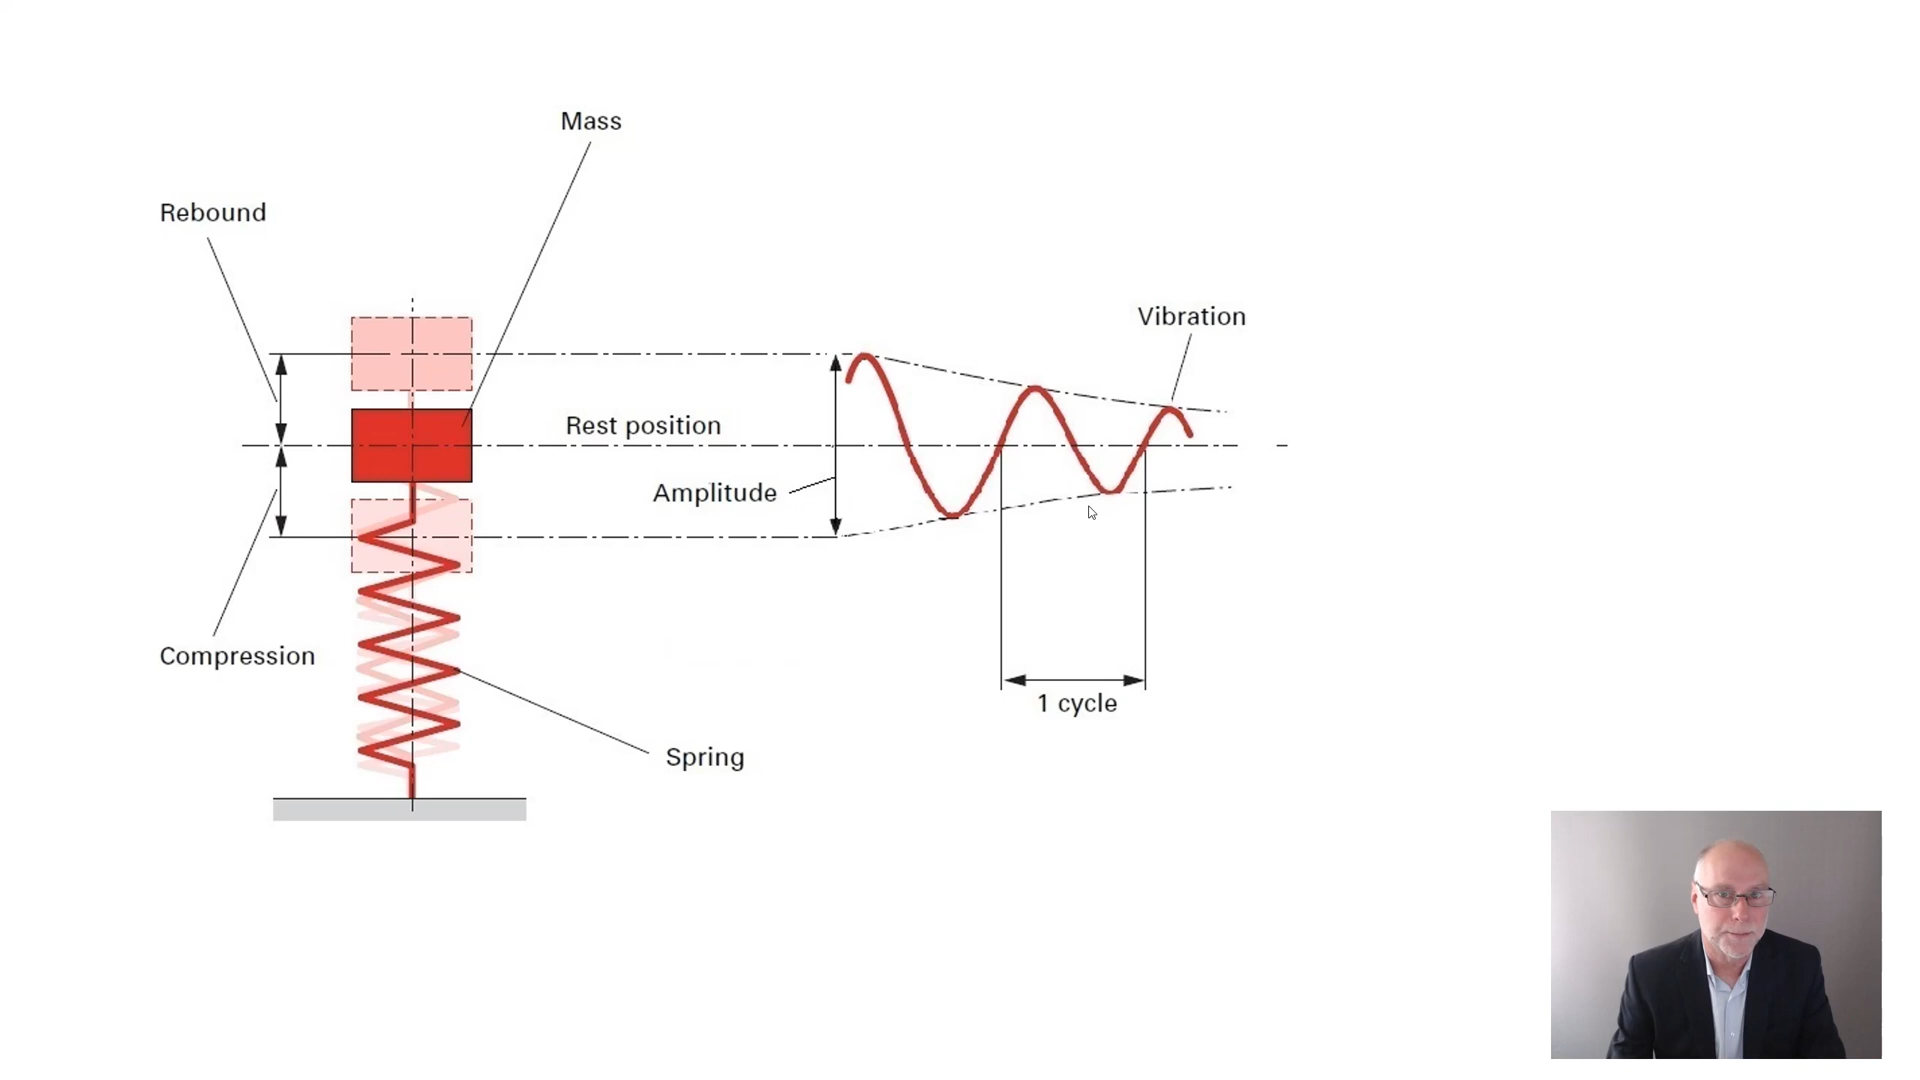 Mass
Rebound
Vibration
Rest position
Amplitude
Compression
1 cycle
Spring